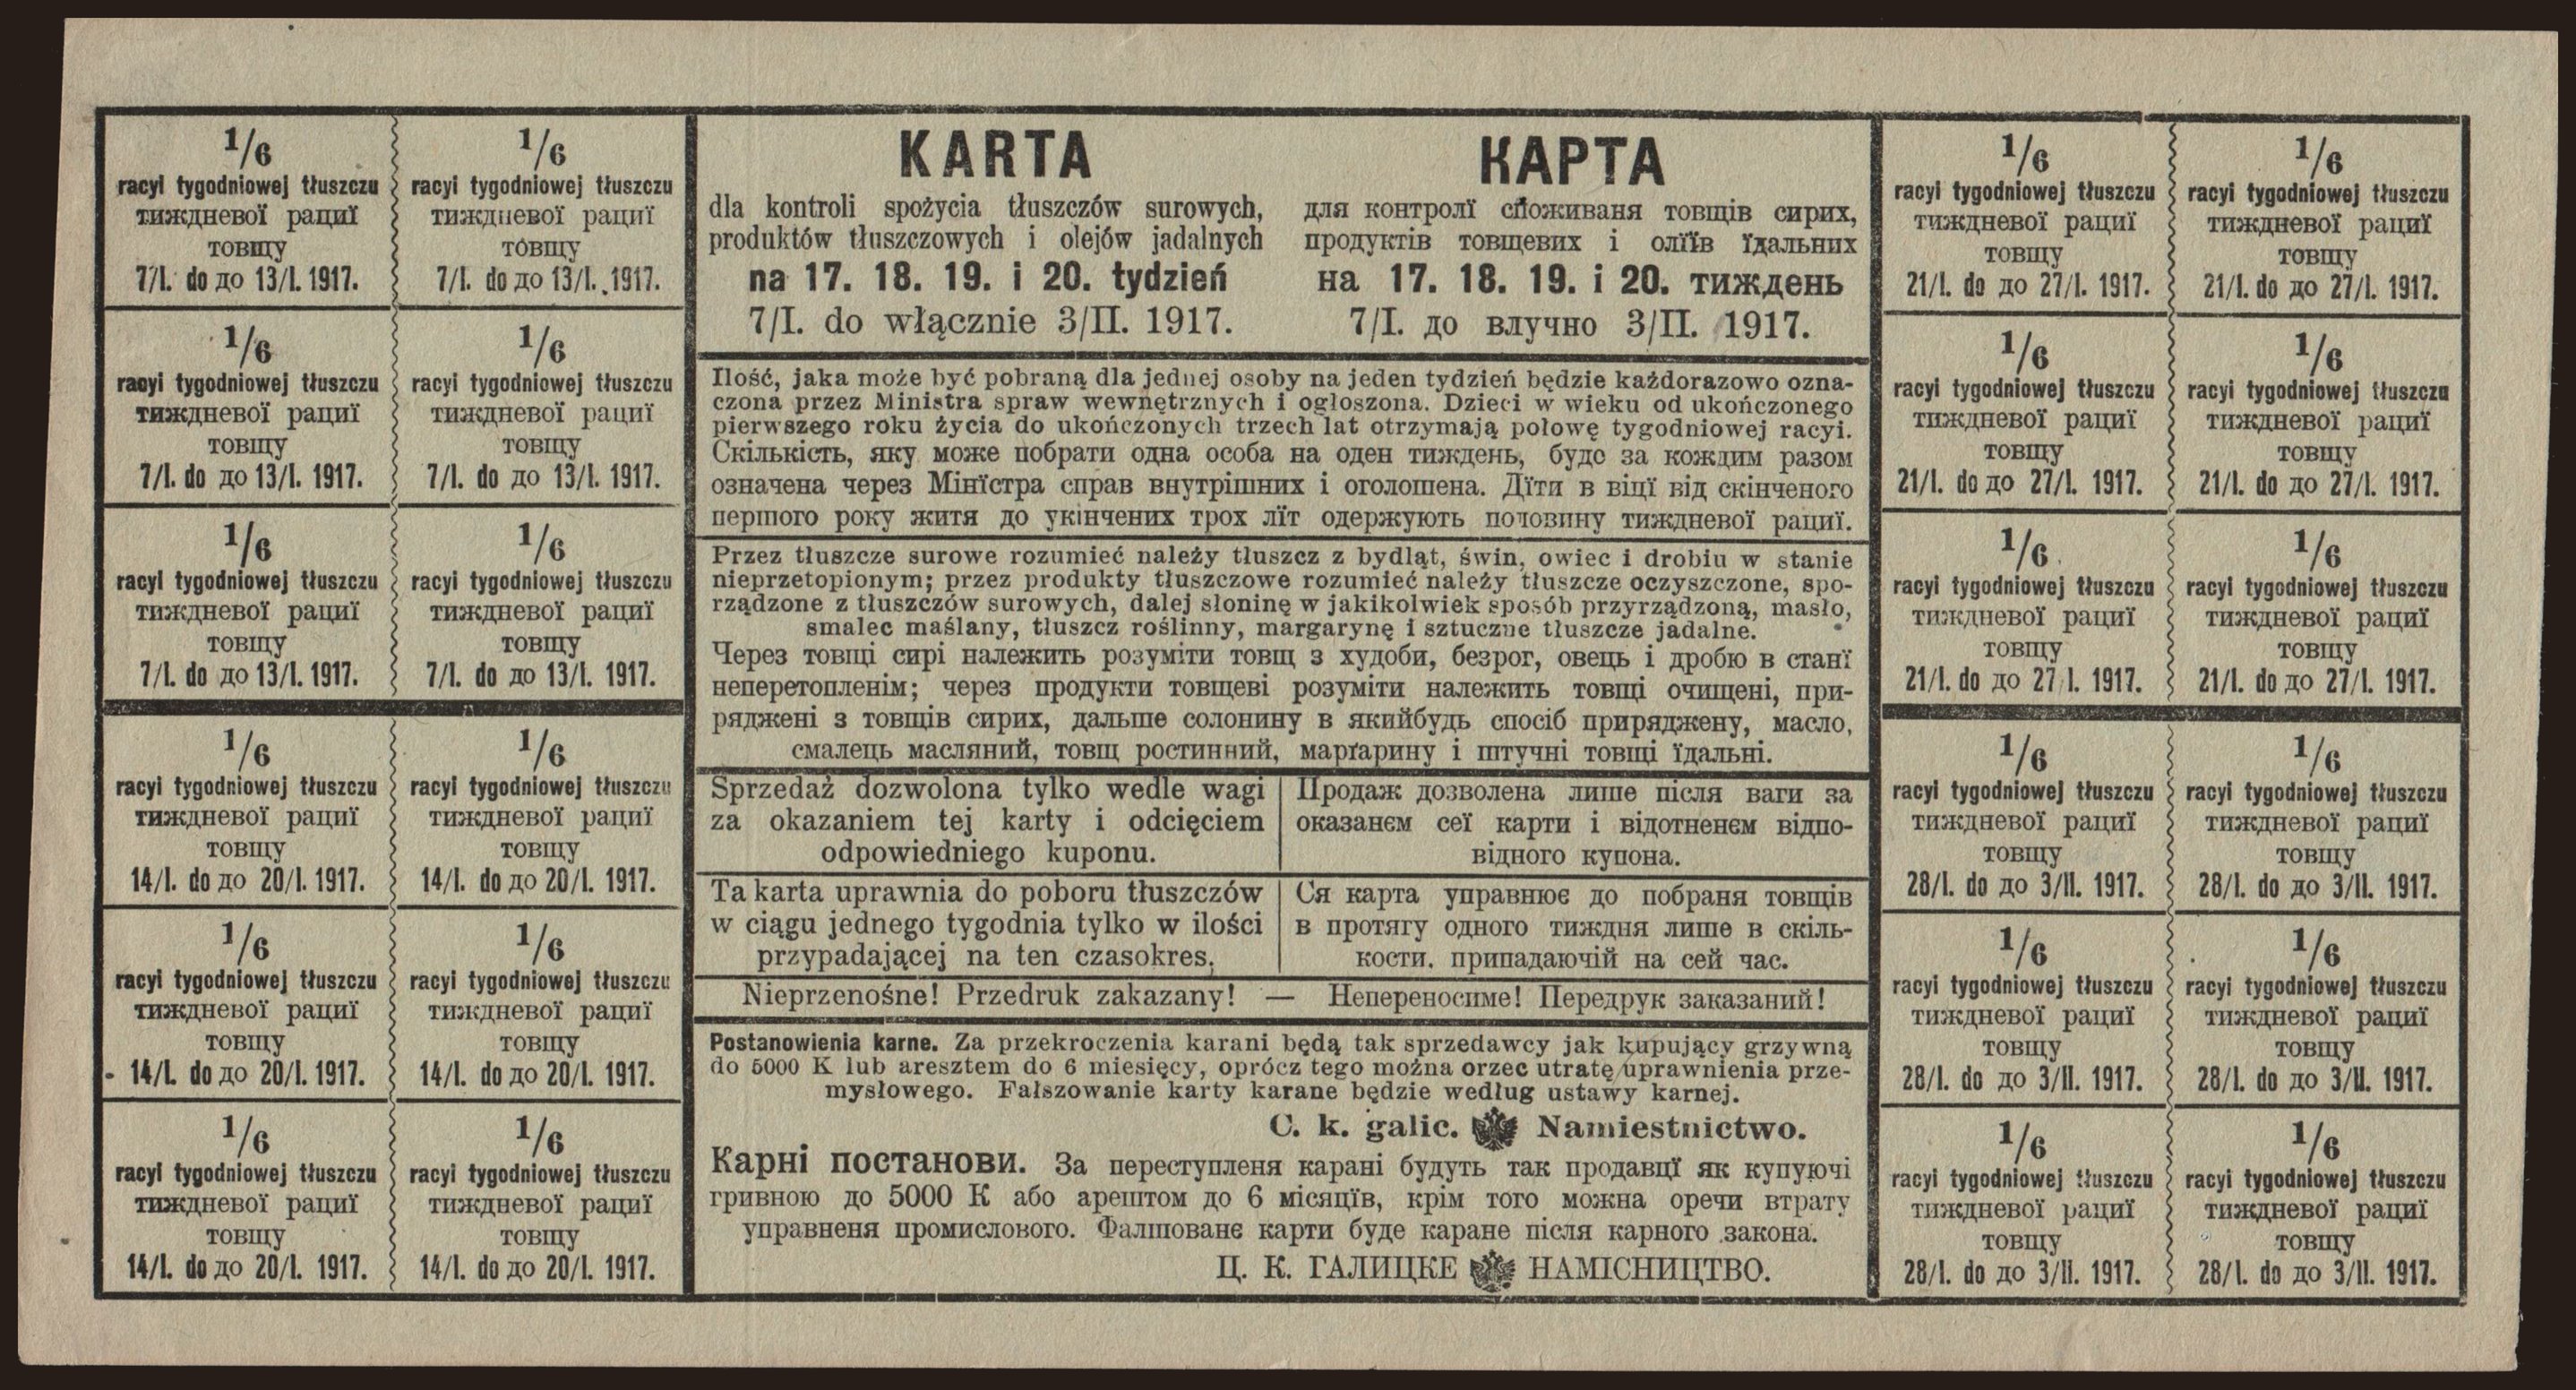 1/6
racyi tygodniowej tłuszczu
тиждневої рациї
товщу
7/I. do до 13/I. 1917.
1/6
racyi tygodniowej tłuszczu
тиждневої рациї
товщу
7/I. do до 13/I. 1917.
1/6
racyi tygodniowej tłuszczu
тиждневої рациї
товщу
7/I. do до 13/I. 1917.
1/6
racyi tygodniowej tłuszczu
тиждневої рациї
товщу
7/I. do до 13/I. 1917.
1/6
racyi tygodniowej tłuszczu
тиждневої рациї
товщу
7/I. do до 13/I. 1917.
1/6
racyi tygodniowej tłuszczu
тиждневої рациї
товщу
7/I. do до 13/I. 1917.
1/6
racyi tygodniowej tłuszczu
тиждневої рациї
товщу
14/I. do до 20/I. 1917.
1/6
racyi tygodniowej tłuszczu
тиждневої рациї
товщу
14/I. do до 20/I. 1917.
1/6
racyi tygodniowej tłuszczu
тиждневої рациї
товщу
14/I. do до 20/I. 1917.
1/6
racyi tygodniowej tłuszczu
тиждневої рациї
товщу
14/I. do до 20/I. 1917.
1/6
racyi tygodniowej tłuszczu
тиждневої рациї
товщу
14/I. do до 20/I. 1917.
1/6
racyi tygodniowej tłuszczu
тиждневої рациї
товщу
14/I. do до 20/I. 1917.
KARTA
dla kontroli spożycia tłuszczów surowych,
produktów tłuszczowych i olejów jadalnych
na 17. 18. 19. i 20. tydzień
7/I. do włącznie 3/II. 1917.
КАРТА
для контролї споживаня товщів сирих,
продуктів товщевих і олїїв їдальних
на 17. 18. 19. і 20. тиждень
7/I. до влучно 3/II. 1917.
Ilość, jaka może być pobraną dla jednej osoby na jeden tydzień będzie każdorazowo ozna-
czona przez Ministra spraw wewnętrznych i ogłoszona. Dzieci w wieku od ukończonego
pierwszego roku życia do ukończonych trzech lat otrzymają połowę tygodniowej racyi.
Скількість, яку може побрати одна особа на оден тиждень, буде за кождим разом
означена через Мінїстра справ внутрішних і оголошена. Дїти в віцї від скінченого
першого року житя до укінчених трох лїт одержують половину тиждневої рациї.
Przez tłuszcze surowe rozumieć należy tłuszcz z bydląt, świn, owiec i drobiu w stanie
nieprzetopionym; przez produkty tłuszczowe rozumieć należy tłuszcze oczyszczone, spo-
rządzone z tłuszczów surowych, dalej słoninę w jakikolwiek sposób przyrządzoną, masło,
smalec maślany, tłuszcz roślinny, margarynę i sztuczne tłuszcze jadalne.
Через товщі сирі належить розуміти товщ з худоби, безрог, овець і дробю в станї
неперетопленім; через продукти товщеві розуміти належить товщі очищені, при-
ряджені з товщів сирих, дальше солонину в якийбудь спосіб приряджену, масло,
смалець масляний, товщ ростинний, марґарину і штучні товщі їдальні.
Sprzedaż dozwolona tylko wedle wagi
za okazaniem tej karty i odcięciem
odpowiedniego kuponu.
Продаж дозволена лише після ваги за
оказанєм сеї карти і відотненєм відпо-
відного купона.
Ta karta uprawnia do poboru tłuszczów
w ciągu jednego tygodnia tylko w ilości
przypadającej na ten czasokres.
Ся карта управнює до побраня товщів
в протягу одного тиждня лише в скіль-
кости, припадаючій на сей час.
Nieprzenośne! Przedruk zakazany! — Непереносиме! Передрук заказаний!
Postanowienia karne. Za przekroczenia karani będą tak sprzedawcy jak kupujący grzywną
do 5000 K lub aresztem do 6 miesięcy, oprócz tego można orzec utratę uprawnienia prze-
mysłowego. Fałszowanie karty karane będzie według ustawy karnej.
C. k. galic. Namiestnictwo.
Карні постанови. За переступленя карані будуть так продавцї як купуючі
гривною до 5000 К або арештом до 6 місяцїв, крім того можна оречи втрату
управненя промислового. Фалшованє карти буде каране після карного закона.
Ц. К. ГАЛИЦКЕ НАМІСНИЦТВО.
1/6
racyi tygodniowej tłuszczu
тиждневої рациї
товщу
21/I. do до 27/I. 1917.
1/6
racyi tygodniowej tłuszczu
тиждневої рациї
товщу
21/I. do до 27/I. 1917.
1/6
racyi tygodniowej tłuszczu
тиждневої рациї
товщу
21/I. do до 27/I. 1917.
1/6
racyi tygodniowej tłuszczu
тиждневої рациї
товщу
21/I. do до 27/I. 1917.
1/6
racyi tygodniowej tłuszczu
тиждневої рациї
товщу
21/I. do до 27/I. 1917.
1/6
racyi tygodniowej tłuszczu
тиждневої рациї
товщу
21/I. do до 27/I. 1917.
1/6
racyi tygodniowej tłuszczu
тиждневої рациї
товщу
28/I. do до 3/II. 1917.
1/6
racyi tygodniowej tłuszczu
тиждневої рациї
товщу
28/I. do до 3/II. 1917.
1/6
racyi tygodniowej tłuszczu
тиждневої рациї
товщу
28/I. do до 3/II. 1917.
1/6
racyi tygodniowej tłuszczu
тиждневої рациї
товщу
28/I. do до 3/II. 1917.
1/6
racyi tygodniowej tłuszczu
тиждневої рациї
товщу
28/I. do до 3/II. 1917.
1/6
racyi tygodniowej tłuszczu
тиждневої рациї
товщу
28/I. do до 3/II. 1917.